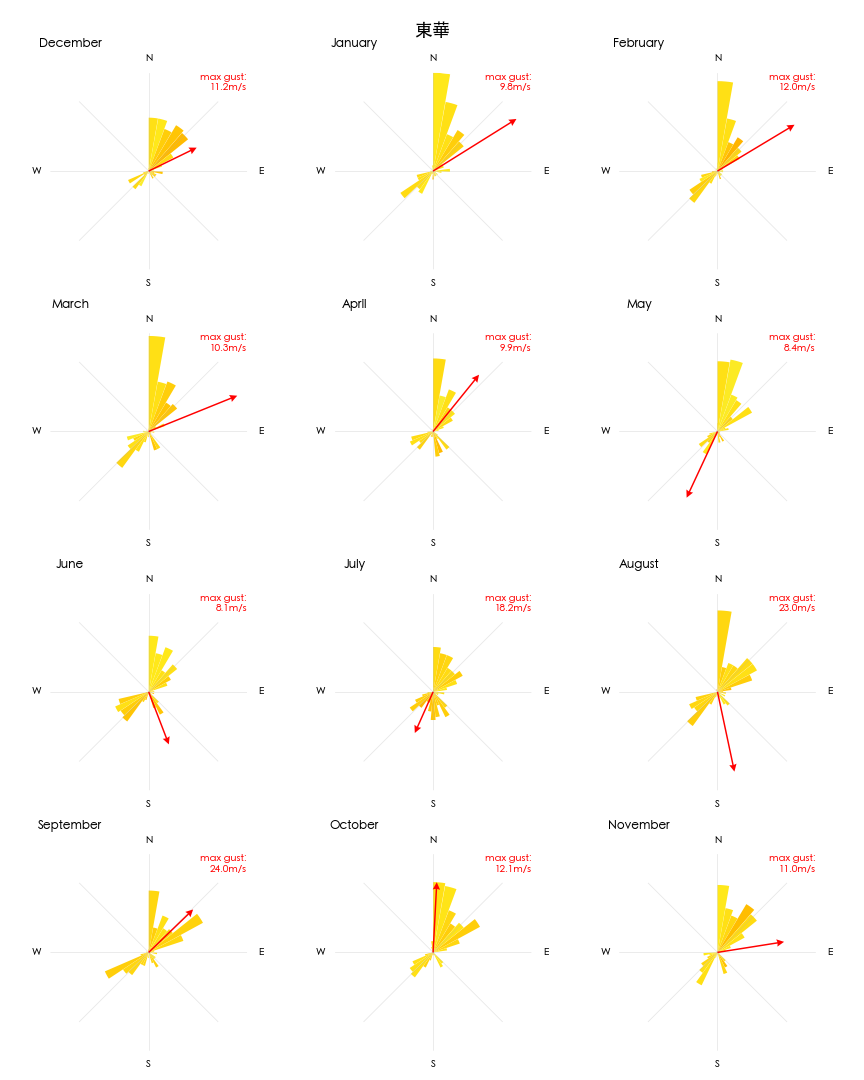 東華
December
N
max gust:
11.2m/s
W
E
S
January
N
max gust:
9.8m/s
W
E
S
February
N
max gust:
12.0m/s
W
E
S
March
N
max gust:
10.3m/s
W
E
S
April
N
max gust:
9.9m/s
W
E
S
May
N
max gust:
8.4m/s
W
E
S
June
N
max gust:
8.1m/s
W
E
S
July
N
max gust:
18.2m/s
W
E
S
August
N
max gust:
23.0m/s
W
E
S
September
N
max gust:
24.0m/s
W
E
S
October
N
max gust:
12.1m/s
W
E
S
November
N
max gust:
11.0m/s
W
E
S